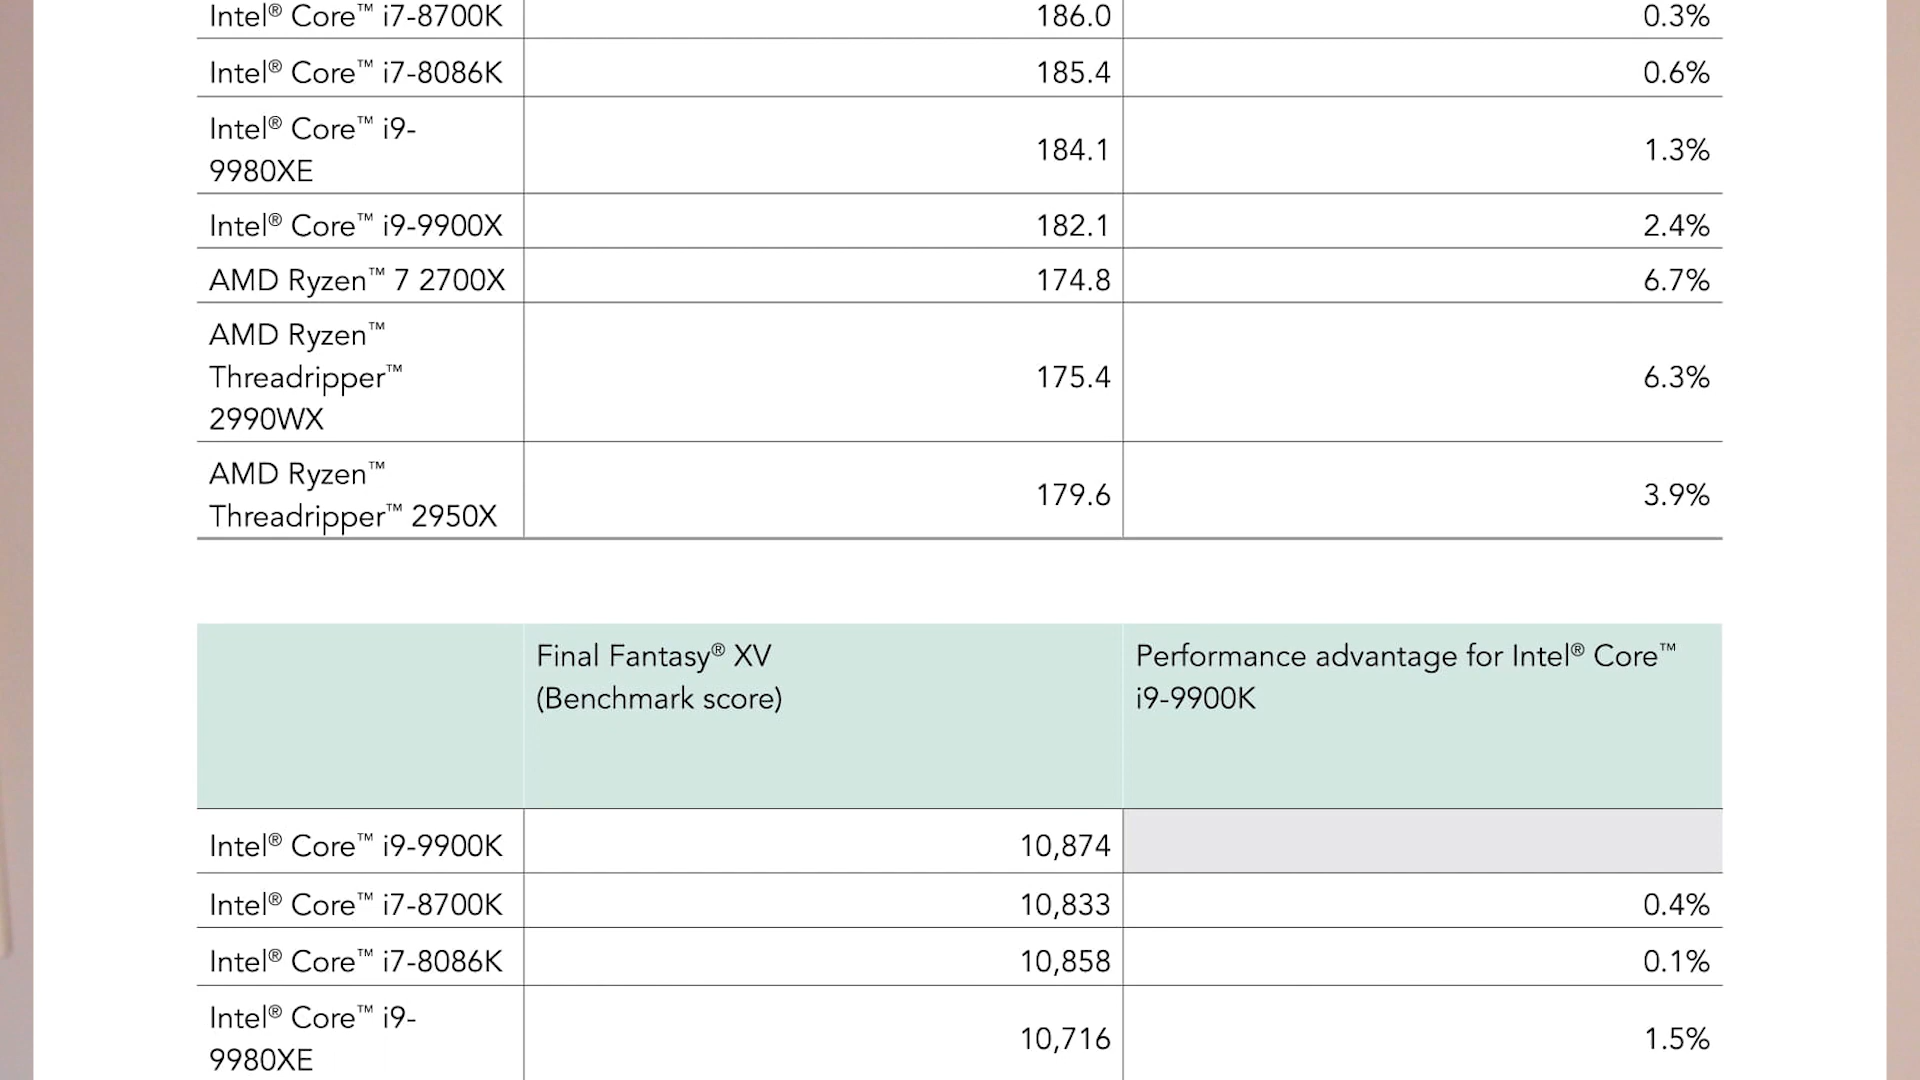 Intel® Core™ i7-8700K 186.0 0.3%
Intel® Core™ i7-8086K 185.4 0.6%
Intel® Core™ i9-
9980XE 184.1 1.3%
Intel® Core™ i9-9900X 182.1 2.4%
AMD Ryzen™ 7 2700X 174.8 6.7%
AMD Ryzen™
Threadripper™ 175.4 6.3%
2990WX
AMD Ryzen™
Threadripper™ 2950X 179.6 3.9%
Final Fantasy® XV
(Benchmark score)
Performance advantage for Intel® Core™
i9-9900K
Intel® Core™ i9-9900K 10,874
Intel® Core™ i7-8700K 10,833 0.4%
Intel® Core™ i7-8086K 10,858 0.1%
Intel® Core™ i9-
9980XE 10,716 1.5%